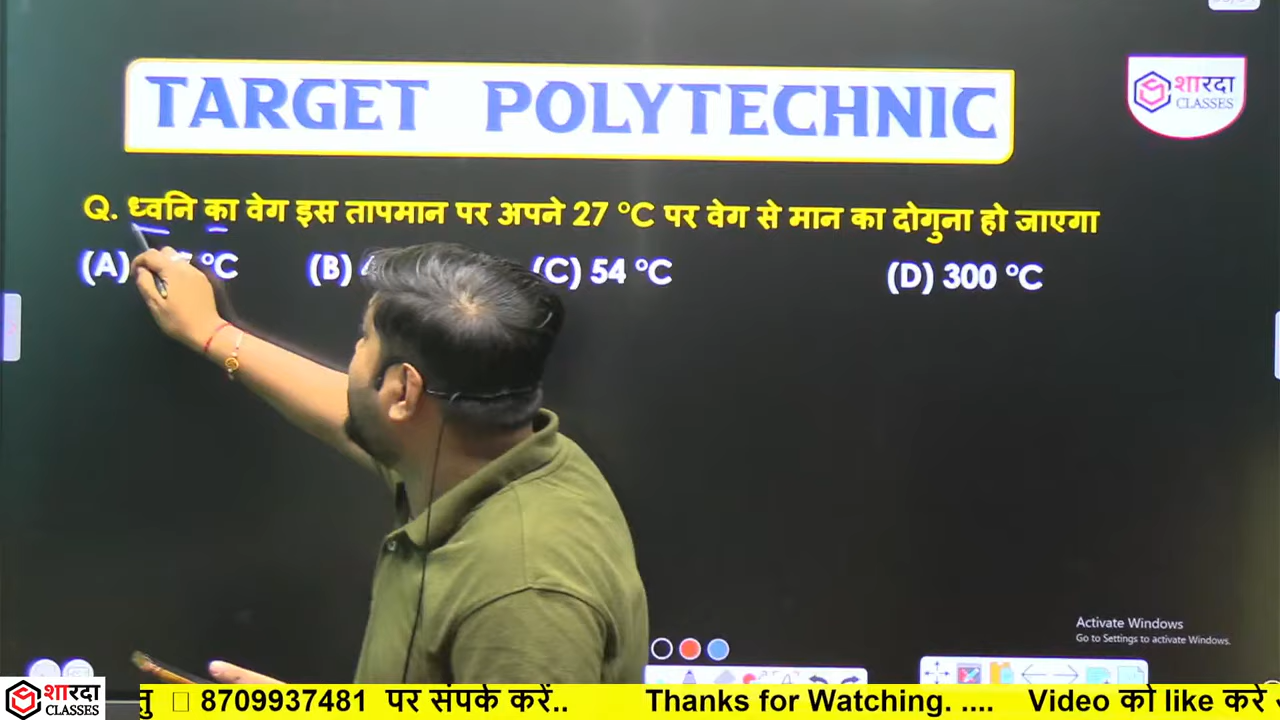 TARGET POLYTECHNIC
शारदा
CLASSES
Q. ध्वनि का वेग इस तापमान पर अपने 27 °C पर वेग से मान का दोगुना हो जाएगा
(A) °C (B) (C) 54 °C (D) 300 °C
Activate Windows
Go to Settings to activate Windows.
शारदा
CLASSES
तु 8709937481 पर संपर्क करें.. Thanks for Watching. .... Video को like करें